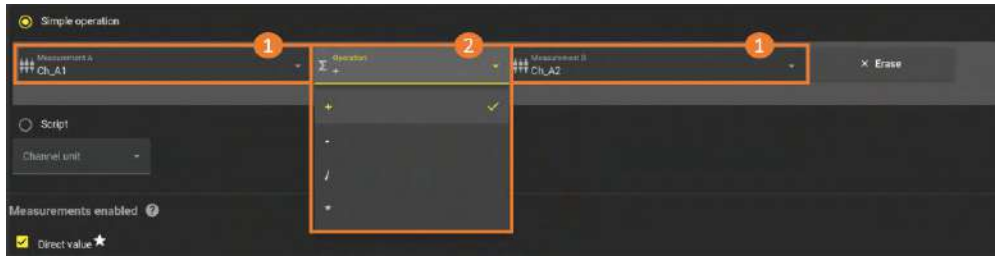 Simple operation
1 2 1
Measurement A Operation Measurement B
Ch_A1 Σ + Ch_A2 × Erase
+
-
Script
Channel unit
/
*
Measurements enabled ?
Direct value